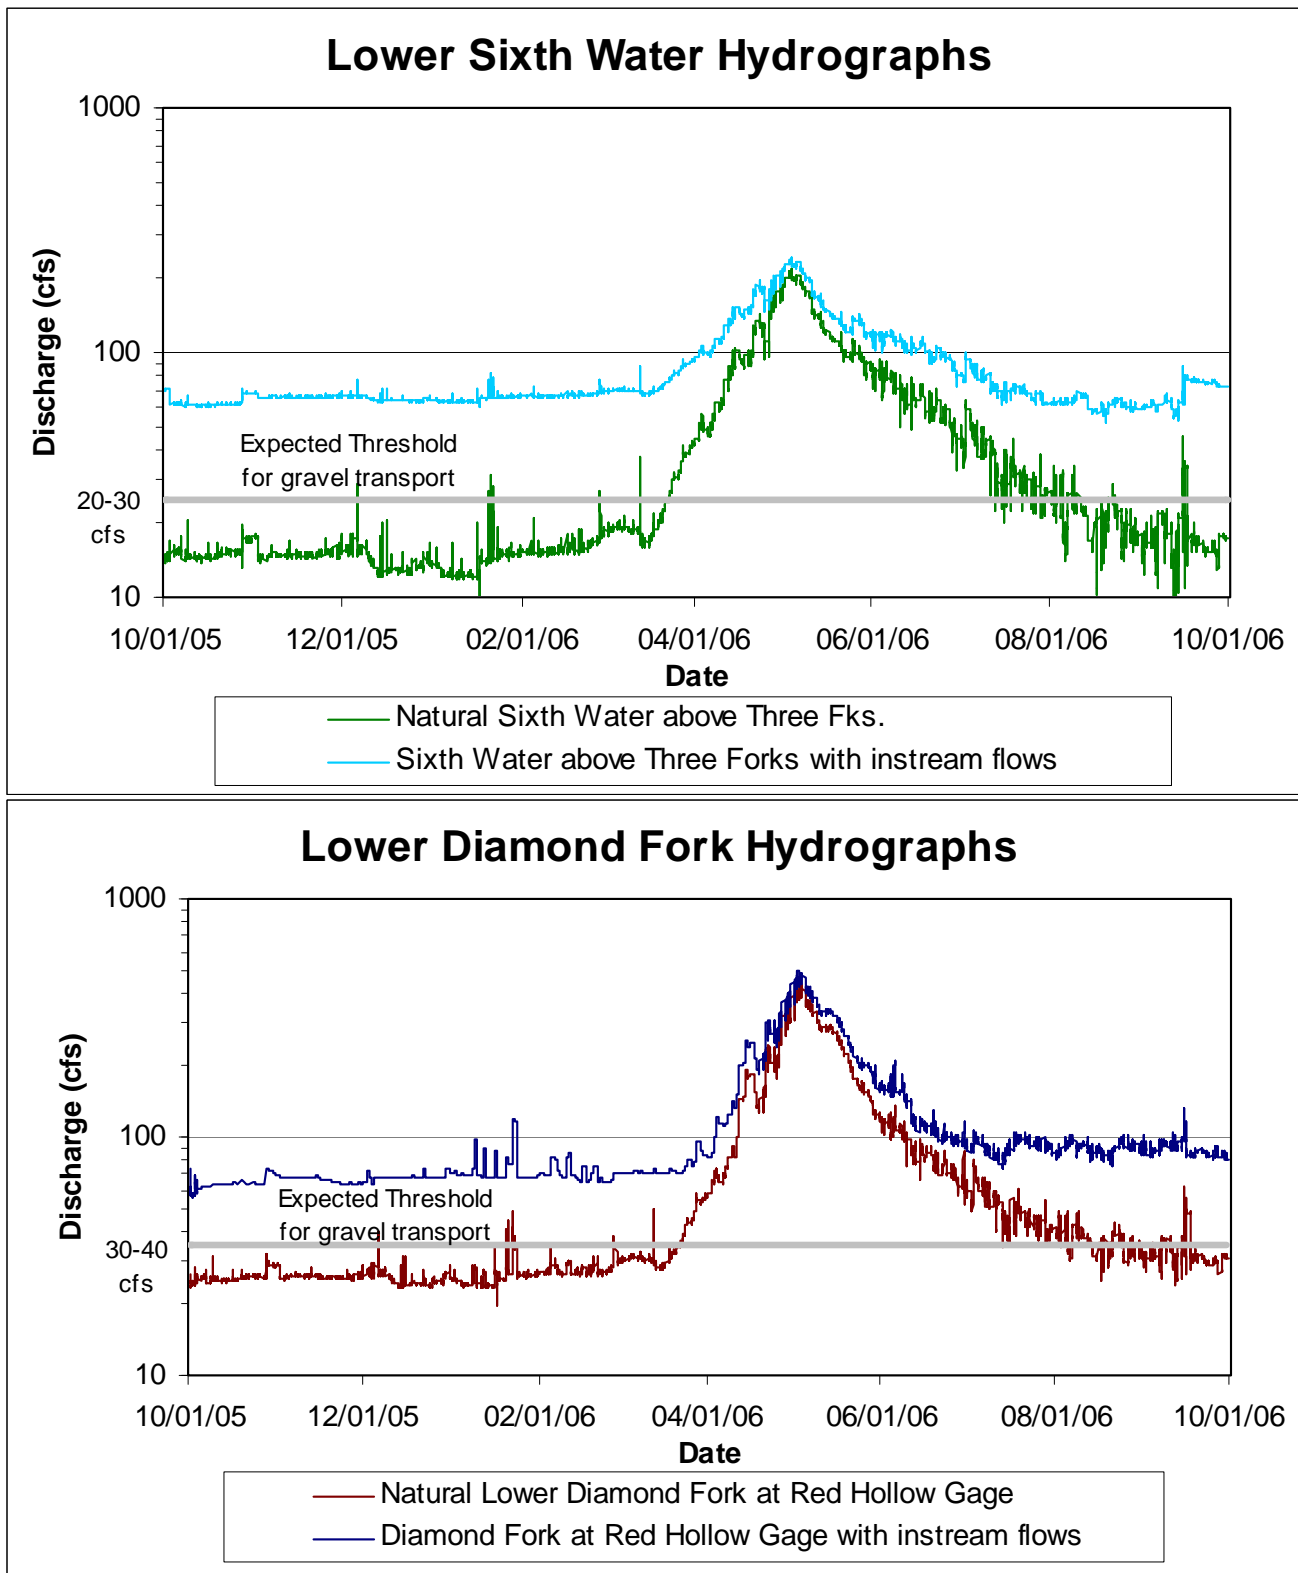 Lower Sixth Water Hydrographs
1000
100
10
20-30
cfs
Discharge (cfs)
Expected Threshold
for gravel transport
10/01/05 12/01/05 02/01/06 04/01/06 06/01/06 08/01/06 10/01/06
Date
Natural Sixth Water above Three Fks.
Sixth Water above Three Forks with instream flows
Lower Diamond Fork Hydrographs
1000
100
10
30-40
cfs
Discharge (cfs)
Expected Threshold
for gravel transport
10/01/05 12/01/05 02/01/06 04/01/06 06/01/06 08/01/06 10/01/06
Date
Natural Lower Diamond Fork at Red Hollow Gage
Diamond Fork at Red Hollow Gage with instream flows